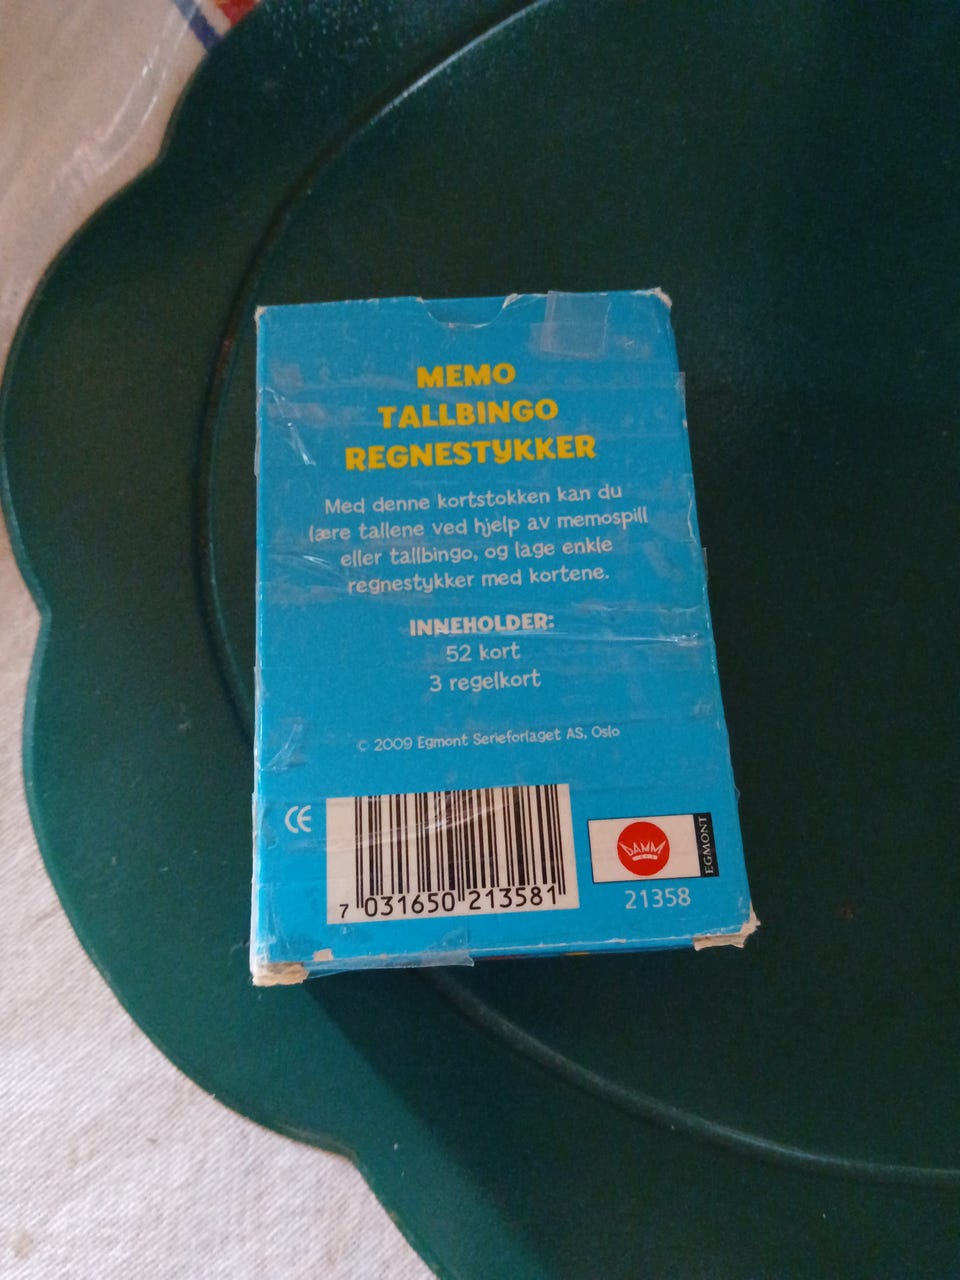 MEMO
TALLBINGO
REGNESTYKKER
Med denne kortstokken kan du
lære tallene ved hjelp av memospill
eller tallbingo, og lage enkle
regnestykker med kortene.
INNEHOLDER:
52 kort
3 regelkort
© 2009 Egmont Serieforlaget AS, Oslo
CE
7 031650 213581
DAMM
EGMONT
21358